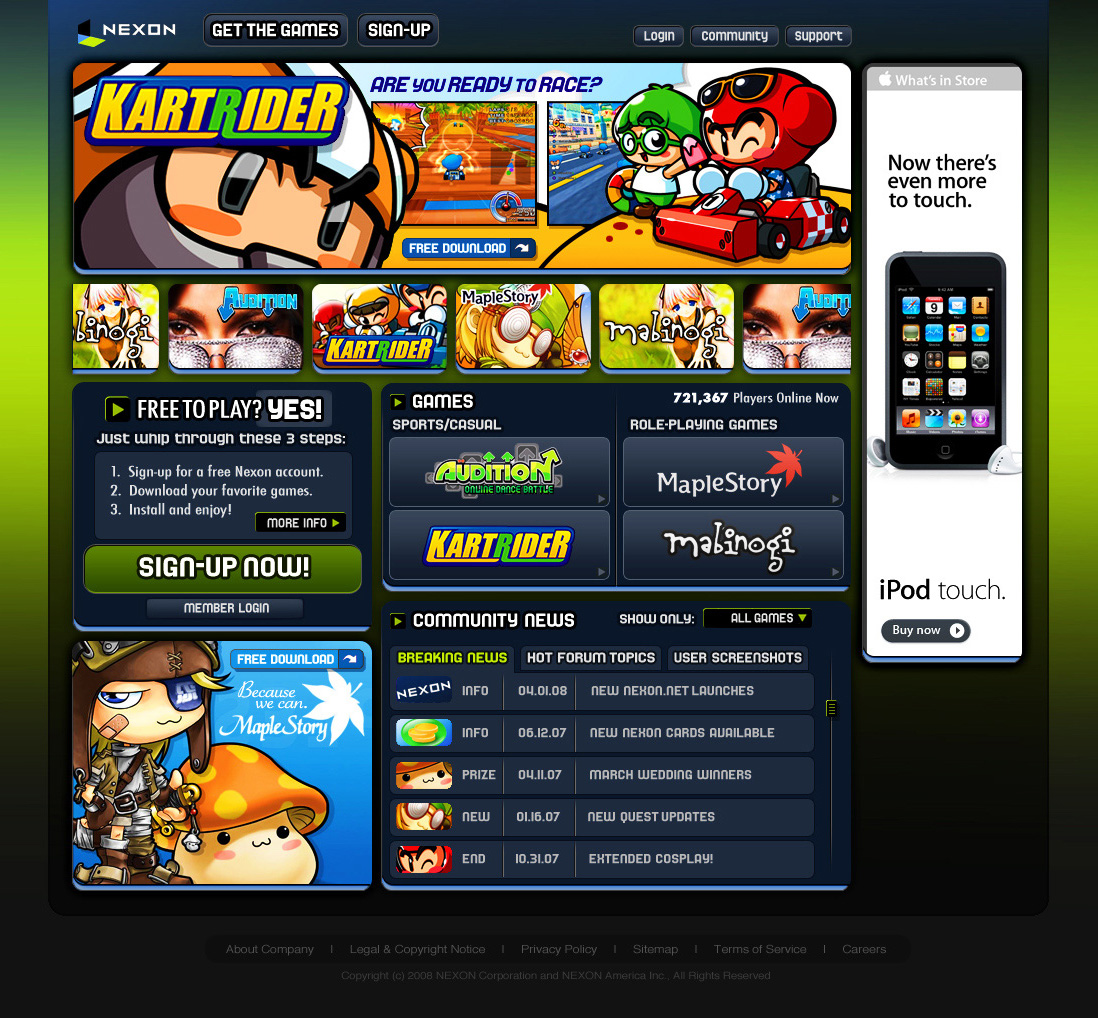 NEXON
GET THE GAMES
SIGN-UP
Login
Community
Support
KARTRIDER
ARE you READY to RACE?
FREE DOWNLOAD
What's in Store
Now there's
even more
to touch.
iPod touch.
Buy now
AUDITION
KARTRIDER
MapleStory
mabinogi
FREE TO PLAY? YES!
Just whip through these 3 steps:
1. Sign-up for a free Nexon account.
2. Download your favorite games.
3. Install and enjoy!
MORE INFO
SIGN-UP NOW!
MEMBER LOGIN
GAMES
721,367 Players Online Now
SPORTS/CASUAL
ROLE-PLAYING GAMES
AUDITION
ONLINE DANCE BATTLE
MapleStory
KARTRIDER
mabinogi
FREE DOWNLOAD
Because
we can.
MapleStory
COMMUNITY NEWS
SHOW ONLY:
ALL GAMES
BREAKING NEWS
HOT FORUM TOPICS
USER SCREENSHOTS
NEXON INFO 04.01.08 NEW NEXON.NET LAUNCHES
INFO 06.12.07 NEW NEXON CARDS AVAILABLE
PRIZE 04.11.07 MARCH WEDDING WINNERS
NEW 01.16.07 NEW QUEST UPDATES
END 10.31.07 EXTENDED COSPLAY!
About Company | Legal & Copyright Notice | Privacy Policy | Sitemap | Terms of Service | Careers
Copyright (c) 2008 NEXON Corporation and NEXON America Inc., All Rights Reserved